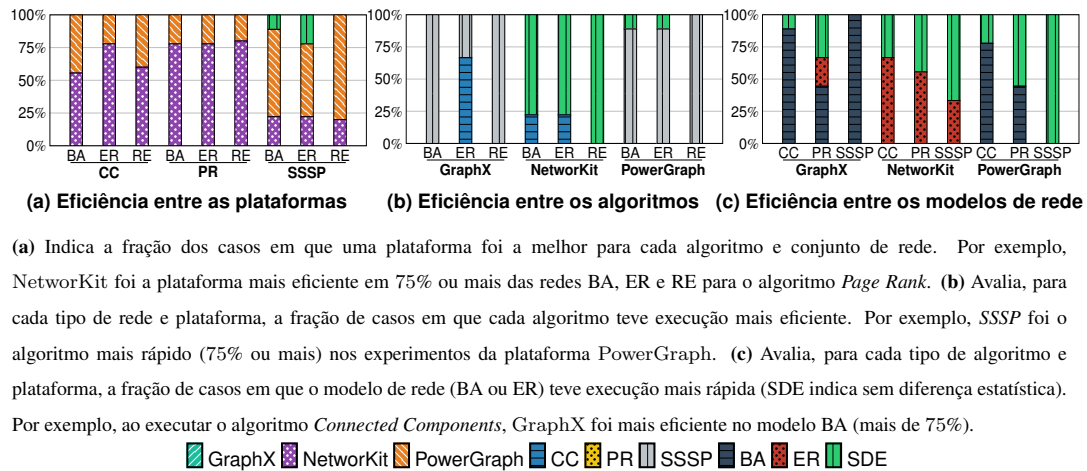 100% 100% 100%
75% 75% 75%
50% 50% 50%
25% 25% 25%
0% 0% 0%
BA ER RE BA ER RE BA ER RE
CC PR SSSP
BA ER RE BA ER RE BA ER RE
GraphX NetworKit PowerGraph
CC PR SSSP CC PR SSSP CC PR SSSP
GraphX NetworKit PowerGraph
(a) Eficiência entre as plataformas
(b) Eficiência entre os algoritmos
(c) Eficiência entre os modelos de rede
(a) Indica a fração dos casos em que uma plataforma foi a melhor para cada algoritmo e conjunto de rede. Por exemplo,
NetworKit foi a plataforma mais eficiente em 75% ou mais das redes BA, ER e RE para o algoritmo Page Rank. (b) Avalia, para
cada tipo de rede e plataforma, a fração de casos em que cada algoritmo teve execução mais eficiente. Por exemplo, SSSP foi o
algoritmo mais rápido (75% ou mais) nos experimentos da plataforma PowerGraph. (c) Avalia, para cada tipo de algoritmo e
plataforma, a fração de casos em que o modelo de rede (BA ou ER) teve execução mais rápida (SDE indica sem diferença estatística).
Por exemplo, ao executar o algoritmo Connected Components, GraphX foi mais eficiente no modelo BA (mais de 75%).
GraphX NetworKit PowerGraph CC PR SSSP BA ER SDE